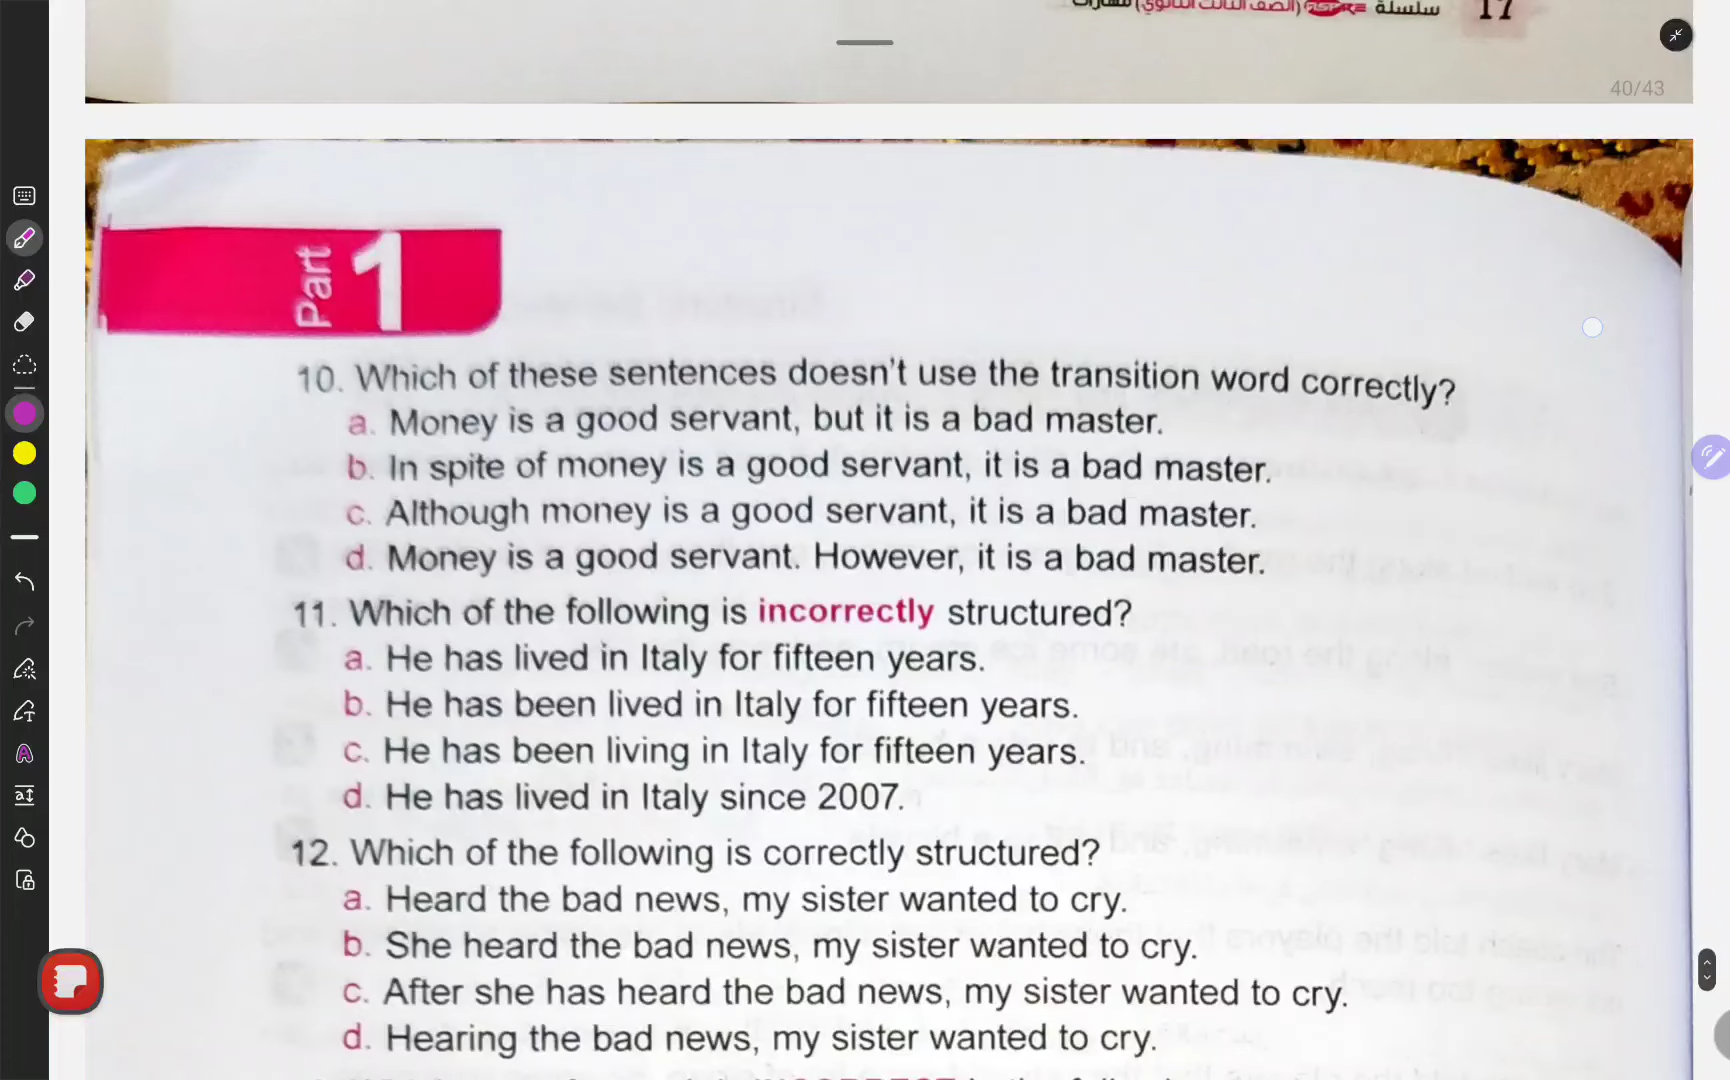 سلسلة ASPIRE (الصف الثالث الثانوي) مهارات
17
40/43
Part 1
10. Which of these sentences doesn't use the transition word correctly?
a. Money is a good servant, but it is a bad master.
b. In spite of money is a good servant, it is a bad master.
c. Although money is a good servant, it is a bad master.
d. Money is a good servant. However, it is a bad master.
11. Which of the following is incorrectly structured?
a. He has lived in Italy for fifteen years.
b. He has been lived in Italy for fifteen years.
c. He has been living in Italy for fifteen years.
d. He has lived in Italy since 2007.
12. Which of the following is correctly structured?
a. Heard the bad news, my sister wanted to cry.
b. She heard the bad news, my sister wanted to cry.
c. After she has heard the bad news, my sister wanted to cry.
d. Hearing the bad news, my sister wanted to cry.